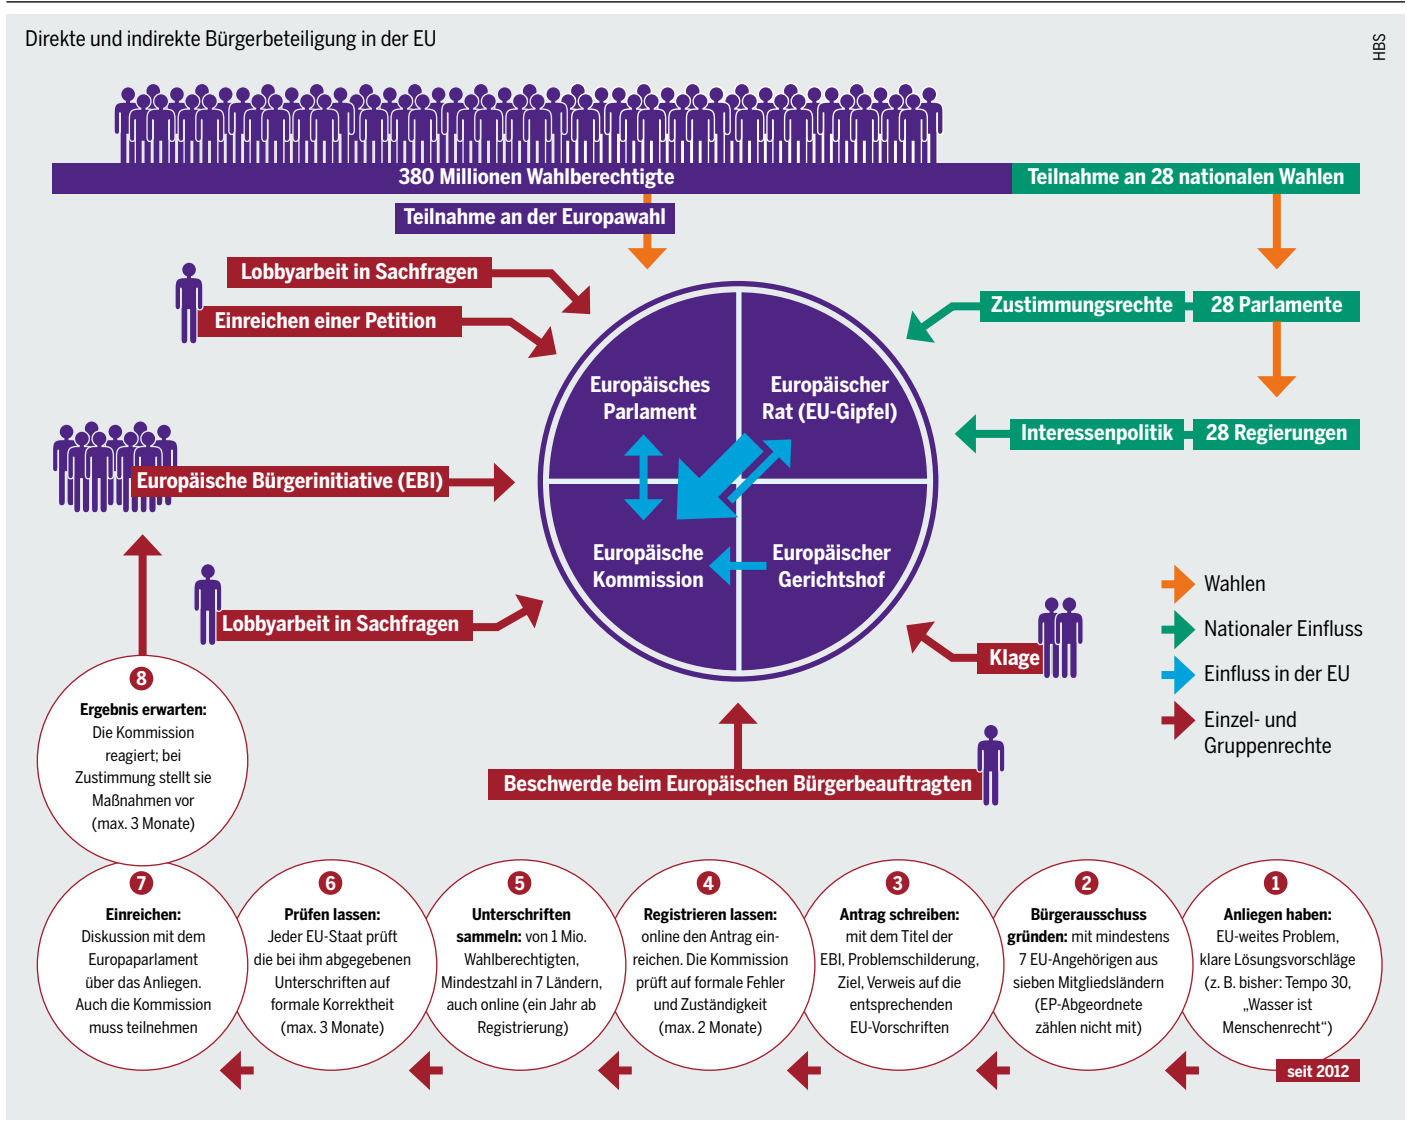 Direkte und indirekte Bürgerbeteiligung in der EU
HBS
380 Millionen Wahlberechtigte
Teilnahme an 28 nationalen Wahlen
Teilnahme an der Europawahl
Lobbyarbeit in Sachfragen
Einreichen einer Petition
Zustimmungsrechte
28 Parlamente
Europäisches
Parlament
Europäischer
Rat (EU-Gipfel)
Interessenpolitik
28 Regierungen
Europäische Bürgerinitiative (EBI)
Europäische
Kommission
Europäischer
Gerichtshof
Lobbyarbeit in Sachfragen
Klage
Wahlen
Nationaler Einfluss
Einfluss in der EU
Einzel- und
Gruppenrechte
Beschwerde beim Europäischen Bürgerbeauftragten
8
Ergebnis erwarten:
Die Kommission
reagiert; bei
Zustimmung stellt sie
Maßnahmen vor
(max. 3 Monate)
7
Einreichen:
Diskussion mit dem
Europaparlament
über das Anliegen.
Auch die Kommission
muss teilnehmen
6
Prüfen lassen:
Jeder EU-Staat prüft
die bei ihm abgegebenen
Unterschriften auf
formale Korrektheit
(max. 3 Monate)
5
Unterschriften
sammeln: von 1 Mio.
Wahlberechtigten,
Mindestzahl in 7 Ländern,
auch online (ein Jahr ab
Registrierung)
4
Registrieren lassen:
online den Antrag ein-
reichen. Die Kommission
prüft auf formale Fehler
und Zuständigkeit
(max. 2 Monate)
3
Antrag schreiben:
mit dem Titel der
EBI, Problemschilderung,
Ziel, Verweis auf die
entsprechenden
EU-Vorschriften
2
Bürgerausschuss
gründen: mit mindestens
7 EU-Angehörigen aus
sieben Mitgliedsländern
(EP-Abgeordnete
zählen nicht mit)
1
Anliegen haben:
EU-weites Problem,
klare Lösungsvorschläge
(z. B. bisher: Tempo 30,
„Wasser ist
Menschenrecht“)
seit 2012